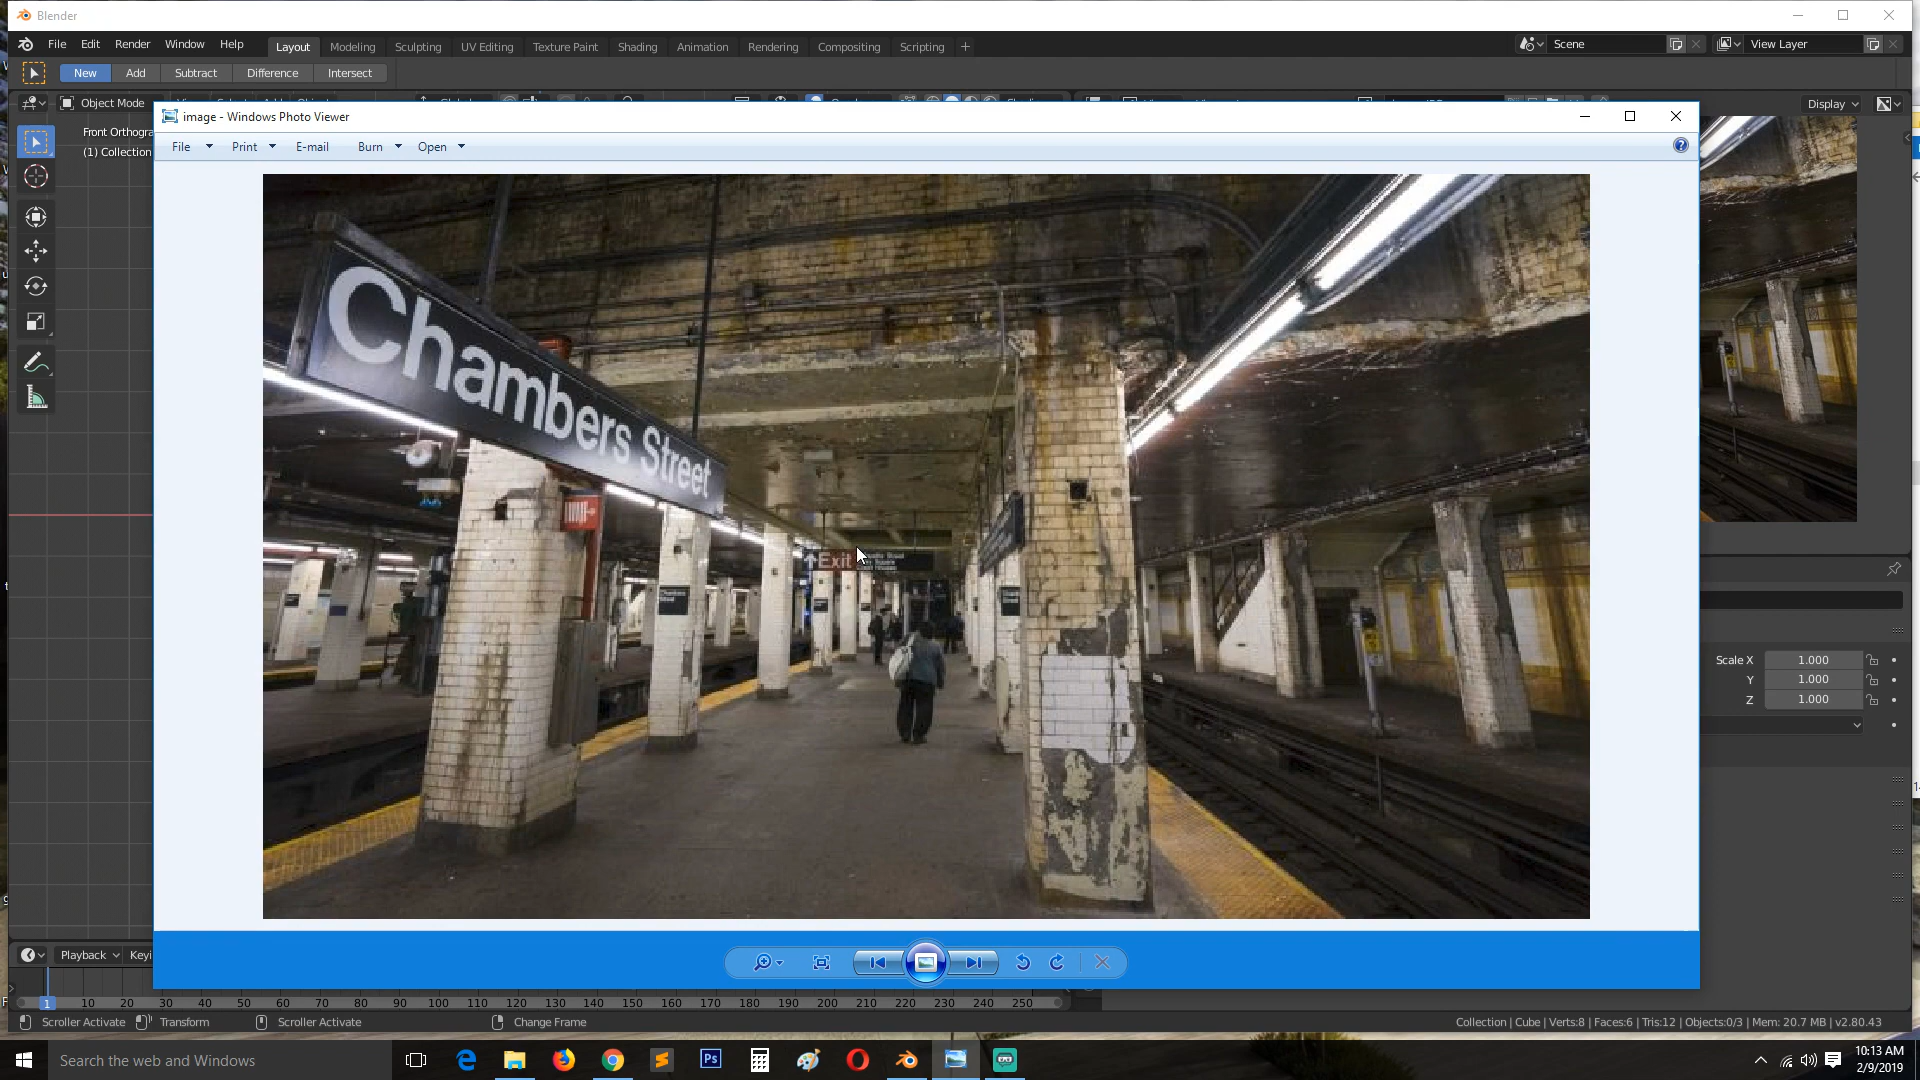 Blender
File Edit Render Window Help
Layout Modeling Sculpting UV Editing Texture Paint Shading Animation Rendering Compositing Scripting +
Scene
View Layer
New Add Subtract Difference Intersect
Object Mode
Display
image - Windows Photo Viewer
Front Orthogra
(1) Collection
File Print E-mail Burn Open
Chambers Street
Exit
Chambers
Street
Scale X 1.000
Y 1.000
Z 1.000
Playback Keyi
1 10 20 30 40 50 60 70 80 90 100 110 120 130 140 150 160 170 180 190 200 210 220 230 240 250
Scroller Activate Transform Scroller Activate Change Frame
Collection | Cube | Verts:8 | Faces:6 | Tris:12 | Objects:0/3 | Mem: 20.7 MB | v2.80.43
Search the web and Windows
Ps
10:13 AM
2/9/2019